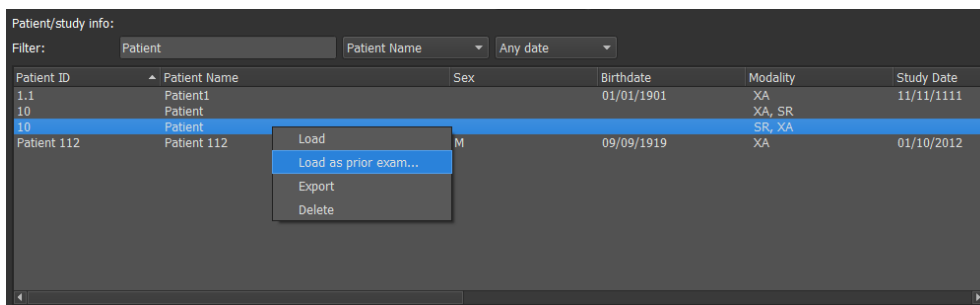 Patient/study info:
Filter: Patient Patient Name Any date
Patient ID Patient Name Sex Birthdate Modality Study Date
1.1 Patient1 01/01/1901 XA 11/11/1111
10 Patient XA, SR
10 Patient SR, XA
Patient 112 Patient 112 M 09/09/1919 XA 01/10/2012
Load
Load as prior exam...
Export
Delete